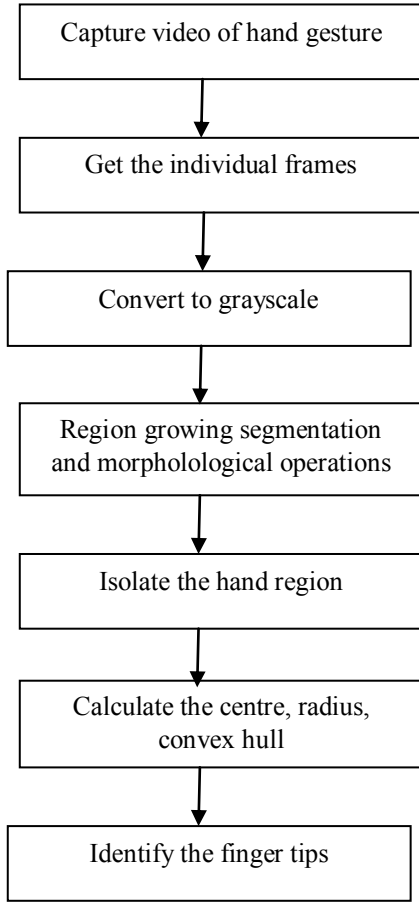 Capture video of hand gesture
Get the individual frames
Convert to grayscale
Region growing segmentation
and morpholological operations
Isolate the hand region
Calculate the centre, radius,
convex hull
Identify the finger tips